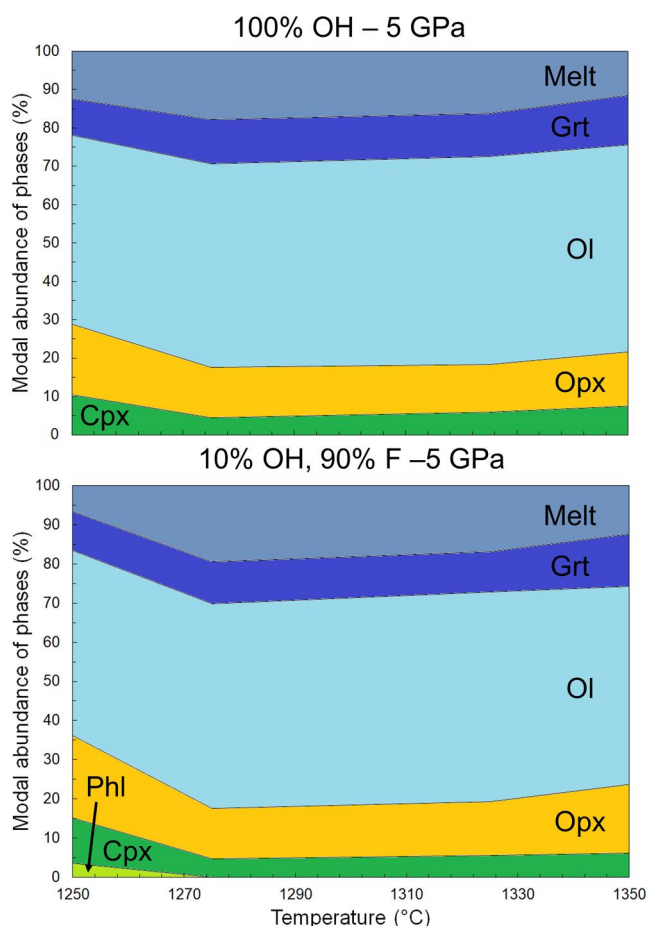 100% OH – 5 GPa
Modal abundance of phases (%)
100
90
80
70
60
50
40
30
20
10
0
Melt
Grt
Ol
Opx
Cpx
10% OH, 90% F –5 GPa
Modal abundance of phases (%)
100
90
80
70
60
50
40
30
20
10
0
Melt
Grt
Ol
Phl
Opx
Cpx
1250 1270 1290 1310 1330 1350
Temperature (°C)